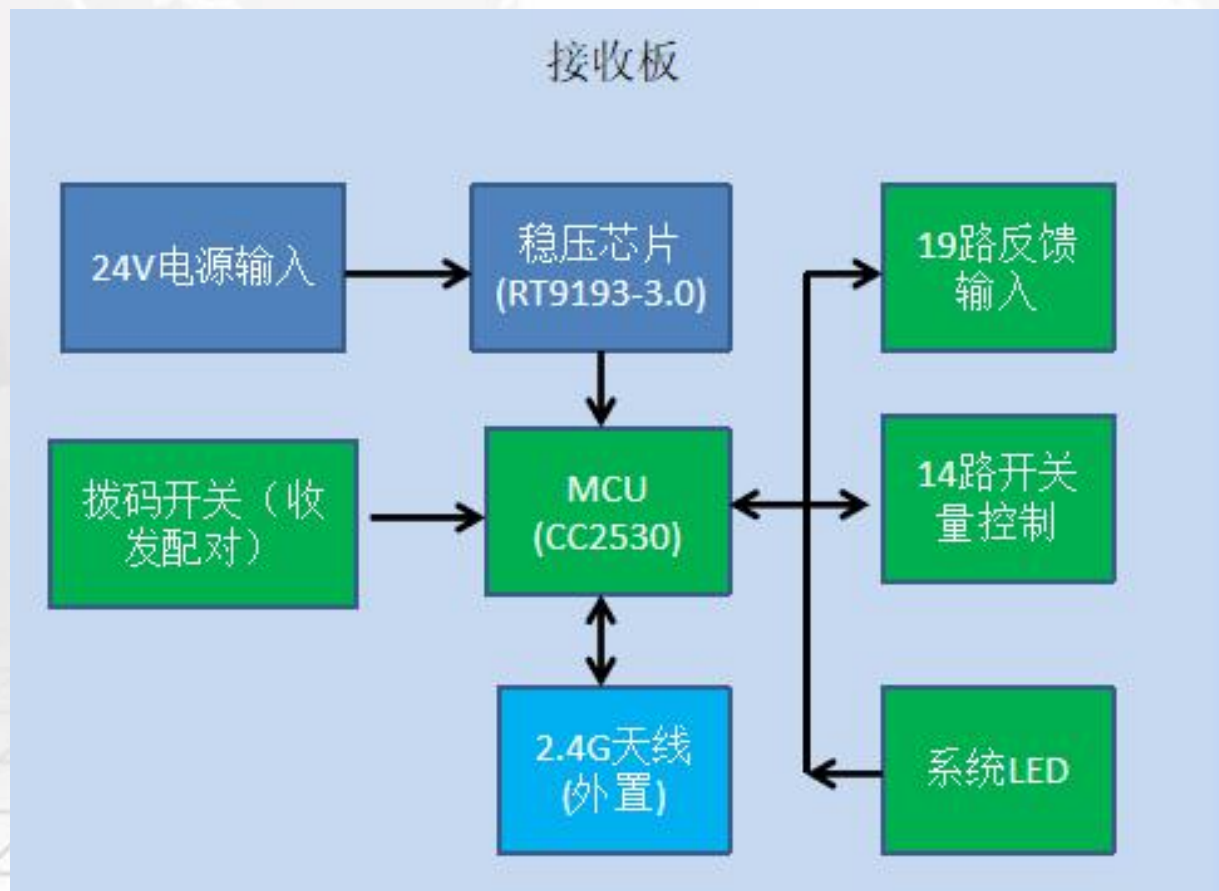 接收板
24V电源输入
稳压芯片
(RT9193-3.0)
19路反馈
输入
拨码开关（收
发配对）
MCU
(CC2530)
14路开关
量控制
2.4G天线
(外置)
系统LED